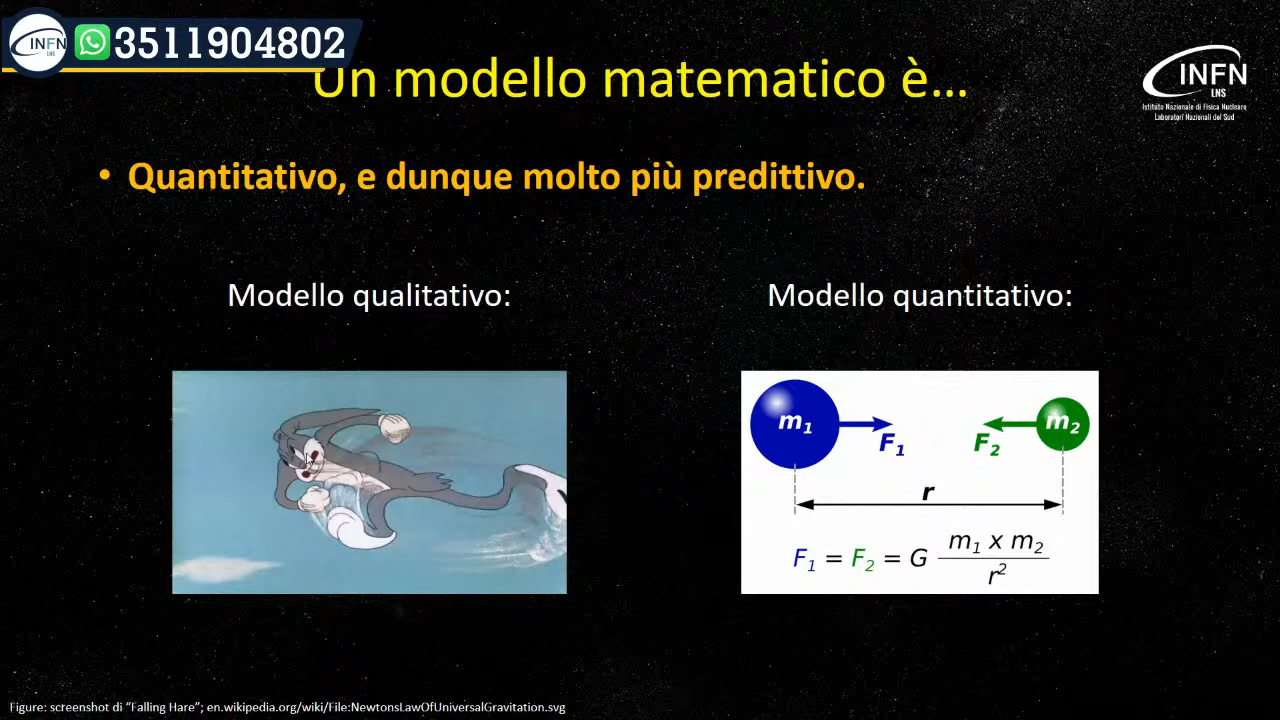 INFN
LNS
3511904802
Un modello matematico è...
INFN
LNS
Istituto Nazionale di Fisica Nucleare
Laboratori Nazionali del Sud
• Quantitativo, e dunque molto più predittivo.
Modello qualitativo:
Modello quantitativo:
m1 F1 F2 m2
r
F1 = F2 = G m1 x m2
r2
Figure: screenshot di “Falling Hare”; en.wikipedia.org/wiki/File:NewtonsLawOfUniversalGravitation.svg